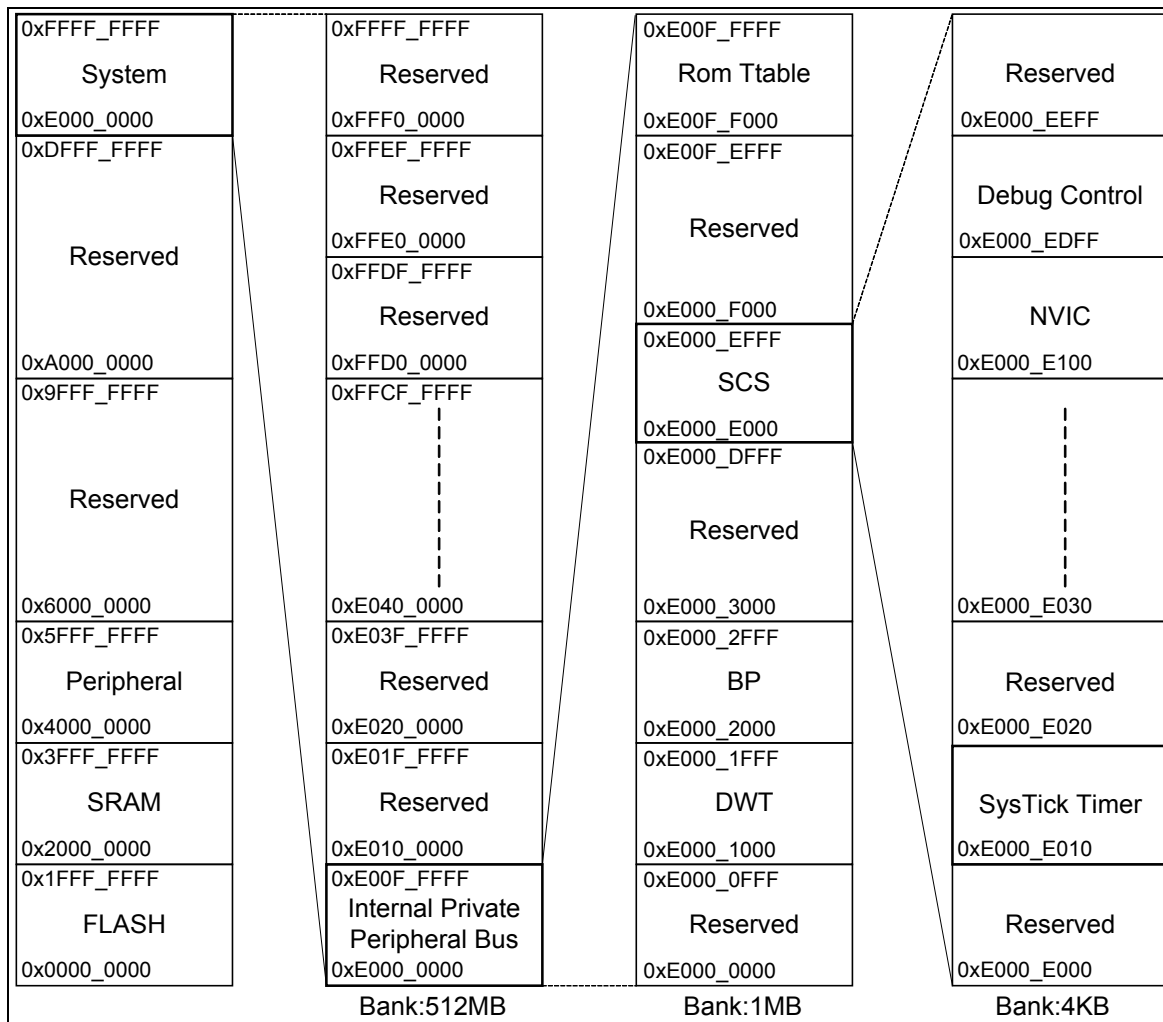 0xFFFF_FFFF
System
0xE000_0000
0xDFFF_FFFF
Reserved
0xA000_0000
0x9FFF_FFFF
Reserved
0x6000_0000
0x5FFF_FFFF
Peripheral
0x4000_0000
0x3FFF_FFFF
SRAM
0x2000_0000
0x1FFF_FFFF
FLASH
0x0000_0000
0xFFFF_FFFF
Reserved
0xFFF0_0000
0xFFEF_FFFF
Reserved
0xFFE0_0000
0xFFDF_FFFF
Reserved
0xFFD0_0000
0xFFCF_FFFF
0xE040_0000
0xE03F_FFFF
Reserved
0xE020_0000
0xE01F_FFFF
Reserved
0xE010_0000
0xE00F_FFFF
Internal Private
Peripheral Bus
0xE000_0000
Bank:512MB
0xE00F_FFFF
Rom Ttable
0xE00F_F000
0xE00F_EFFF
Reserved
0xE000_F000
0xE000_EFFF
SCS
0xE000_E000
0xE000_DFFF
Reserved
0xE000_3000
0xE000_2FFF
BP
0xE000_2000
0xE000_1FFF
DWT
0xE000_1000
0xE000_0FFF
Reserved
0xE000_0000
Bank:1MB
Reserved
0xE000_EEFF
Debug Control
0xE000_EDFF
NVIC
0xE000_E100
0xE000_E030
Reserved
0xE000_E020
SysTick Timer
0xE000_E010
Reserved
0xE000_E000
Bank:4KB